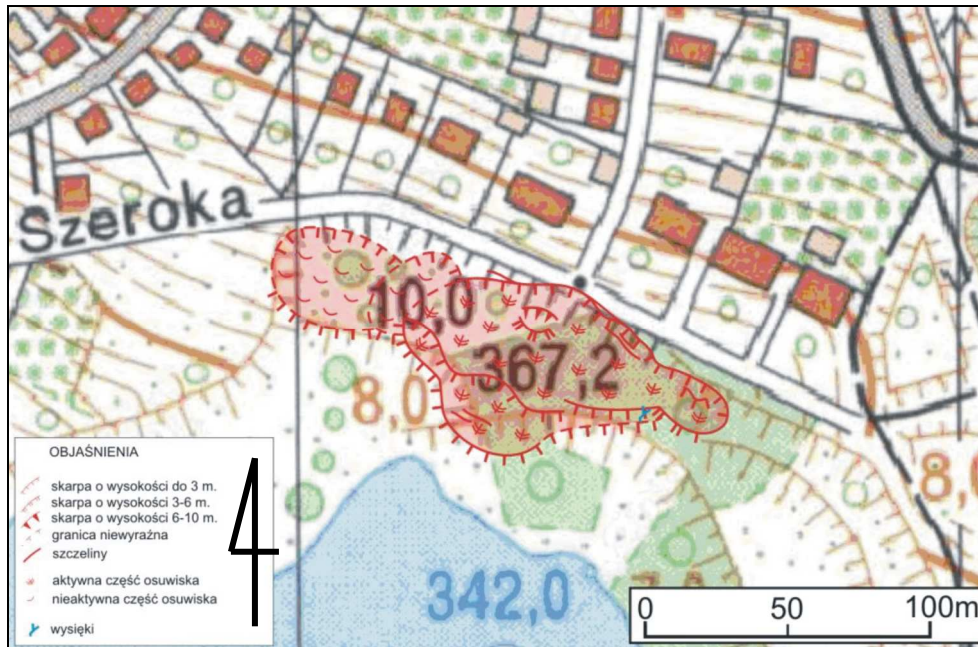 Szeroka
10,0
367,2
8,0
8,
342,0
OBJAŚNIENIA
skarpa o wysokości do 3 m.
skarpa o wysokości 3-6 m.
skarpa o wysokości 6-10 m.
granica niewyraźna
szczeliny
aktywna część osuwiska
nieaktywna część osuwiska
wysięki
0 50 100m